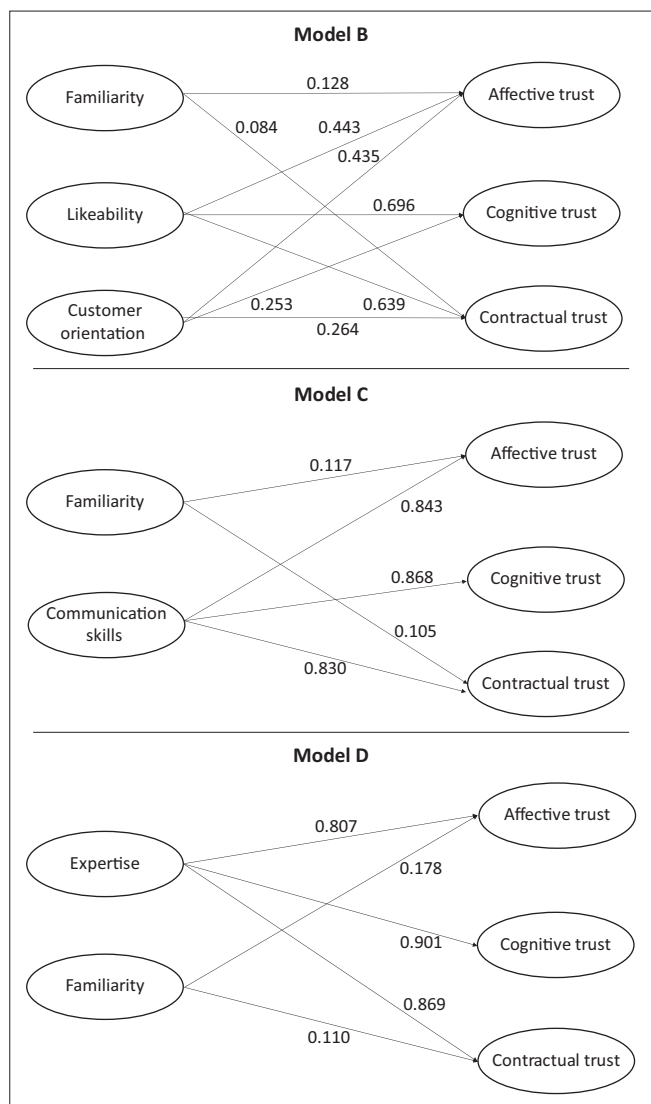 Model B
Familiarity
0.128
Affective trust
0.084
0.443
0.435
Likeability
0.696
Cognitive trust
Customer
orientation
0.253
0.639
0.264
Contractual trust
Model C
Familiarity
0.117
Affective trust
0.843
0.868
Cognitive trust
Communication
skills
0.105
0.830
Contractual trust
Model D
Expertise
0.807
Affective trust
0.178
0.901
Cognitive trust
Familiarity
0.869
0.110
Contractual trust